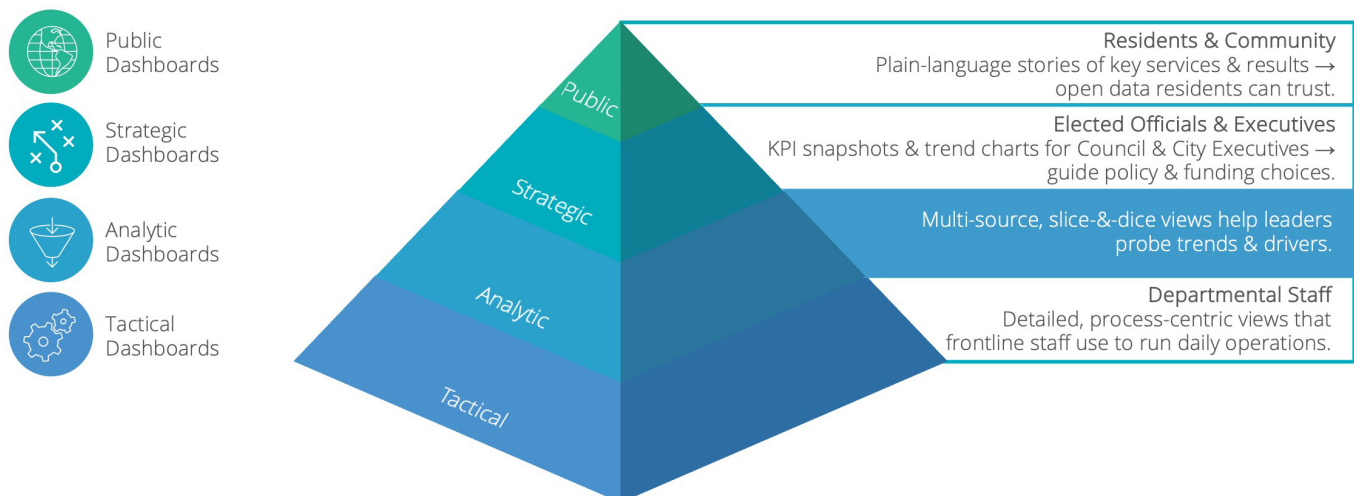 Public
Dashboards
Strategic
Dashboards
Analytic
Dashboards
Tactical
Dashboards
Public
Strategic
Analytic
Tactical
Residents & Community
Plain-language stories of key services & results →
open data residents can trust.
Elected Officials & Executives
KPI snapshots & trend charts for Council & City Executives →
guide policy & funding choices.
Multi-source, slice-&-dice views help leaders
probe trends & drivers.
Departmental Staff
Detailed, process-centric views that
frontline staff use to run daily operations.